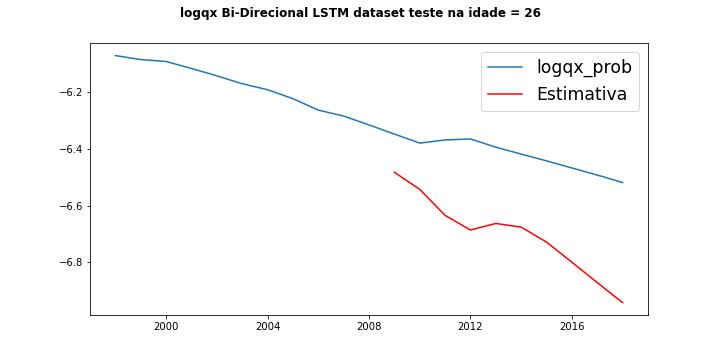 logqx Bi-Direcional LSTM dataset teste na idade = 26
logqx_prob
Estimativa
−6.2
−6.4
−6.6
−6.8
2000 2004 2008 2012 2016